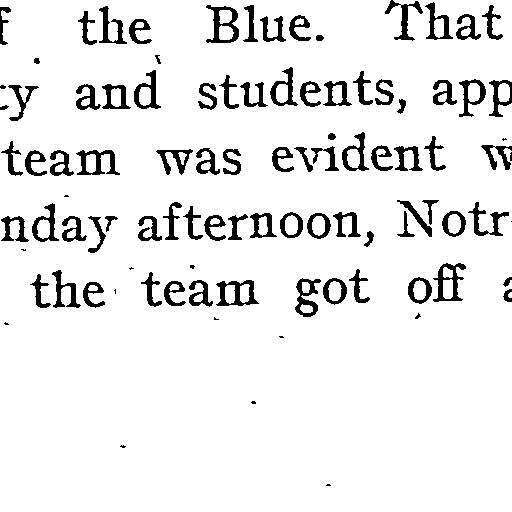 f the Blue. That
ty and students, app
team was evident w
nday afternoon, Notr
the team got off a